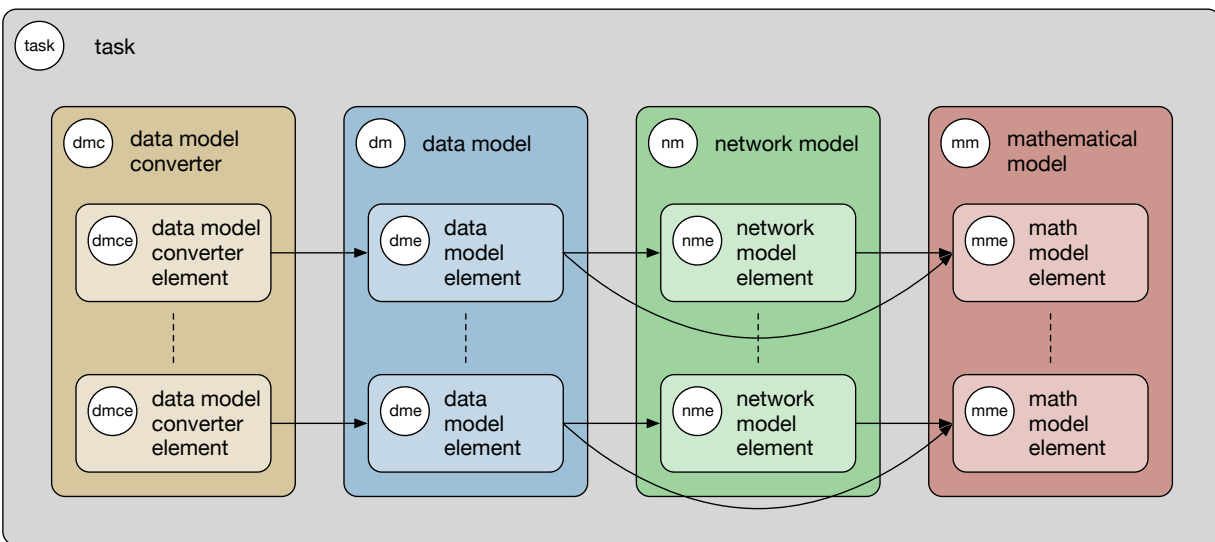 task task
dmc data model
converter
dm data model
nm network model
mm mathematical
model
dmce data model
converter
element
dme data
model
element
nme network
model
element
mme math
model
element
dmce data model
converter
element
dme data
model
element
nme network
model
element
mme math
model
element